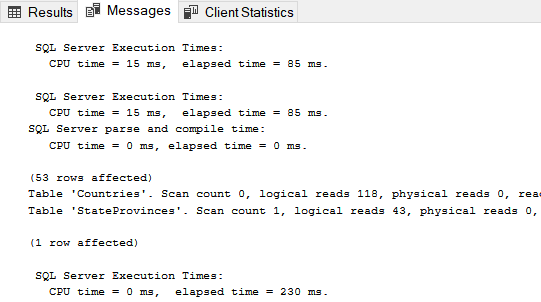 Results Messages Client Statistics
SQL Server Execution Times:
CPU time = 15 ms, elapsed time = 85 ms.
SQL Server Execution Times:
CPU time = 15 ms, elapsed time = 85 ms.
SQL Server parse and compile time:
CPU time = 0 ms, elapsed time = 0 ms.
(53 rows affected)
Table 'Countries'. Scan count 0, logical reads 118, physical reads 0,
Table 'StateProvinces'. Scan count 1, logical reads 43, physical reads 0,
(1 row affected)
SQL Server Execution Times:
CPU time = 0 ms, elapsed time = 230 ms.